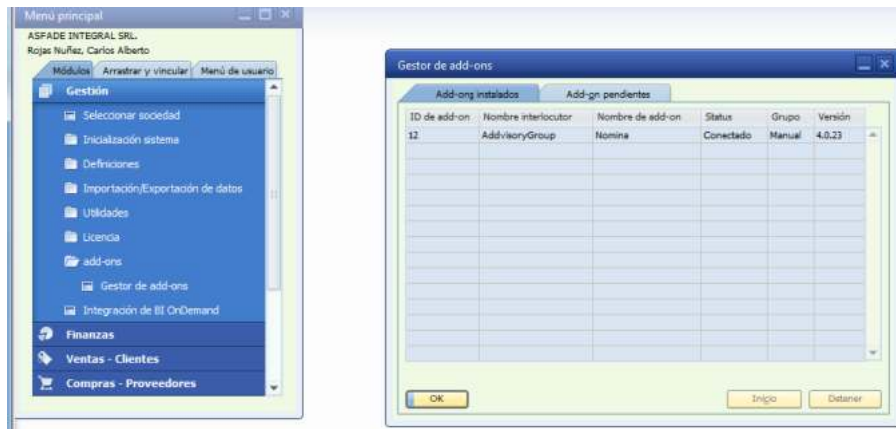 Menú principal
ASFADE INTEGRAL SRL.
Rojas Nuñez, Carlos Alberto
Módulos Arrastrar y vincular Menú de usuario
Gestión
Seleccionar sociedad
Inicialización sistema
Definiciones
Importación/Exportación de datos
Utilidades
Licencia
add-ons
Gestor de add-ons
Integración de BI OnDemand
Finanzas
Ventas - Clientes
Compras - Proveedores
Gestor de add-ons
Add-ons instalados Add-on pendientes
ID de add-on Nombre interlocutor Nombre de add-on Status Grupo Versión
12 AddvisoryGroup Nomina Conectado Manual 4.0.23
OK Inicio Detener